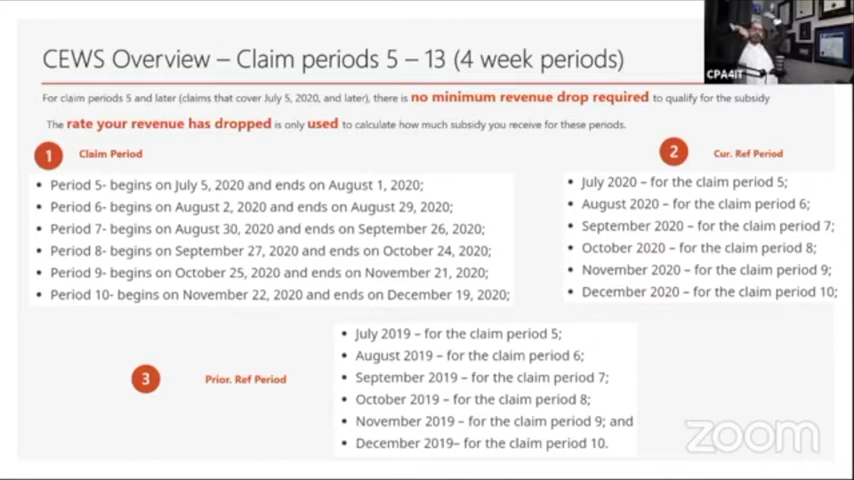 CEWS Overview – Claim periods 5 – 13 (4 week periods)
CPA4IT
For claim periods 5 and later (claims that cover July 5, 2020, and later), there is no minimum revenue drop required to qualify for the subsidy
The rate your revenue has dropped is only used to calculate how much subsidy you receive for these periods.
1 Claim Period
• Period 5- begins on July 5, 2020 and ends on August 1, 2020;
• Period 6- begins on August 2, 2020 and ends on August 29, 2020;
• Period 7- begins on August 30, 2020 and ends on September 26, 2020;
• Period 8- begins on September 27, 2020 and ends on October 24, 2020;
• Period 9- begins on October 25, 2020 and ends on November 21, 2020;
• Period 10- begins on November 22, 2020 and ends on December 19, 2020;
2 Cur. Ref Period
• July 2020 – for the claim period 5;
• August 2020 – for the claim period 6;
• September 2020 – for the claim period 7;
• October 2020 – for the claim period 8;
• November 2020 – for the claim period 9;
• December 2020 – for the claim period 10;
3 Prior. Ref Period
• July 2019 – for the claim period 5;
• August 2019 – for the claim period 6;
• September 2019 – for the claim period 7;
• October 2019 – for the claim period 8;
• November 2019 – for the claim period 9; and
• December 2019– for the claim period 10.
zoom